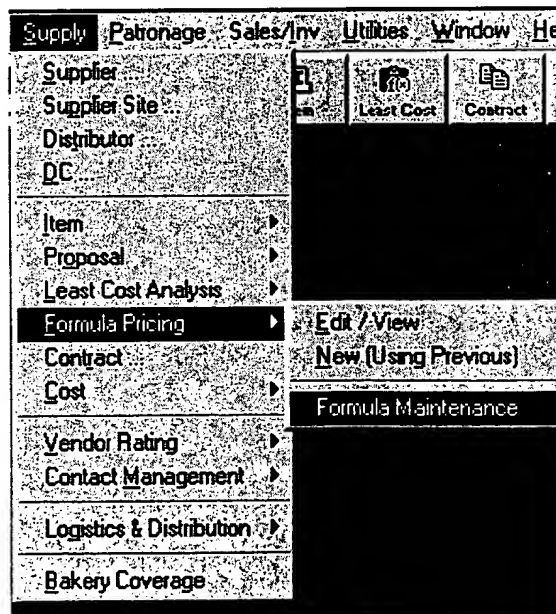 Supply Patronage Sales/Inv Utilities Window He
Supplier ...
Supplier Site ...
Distributor ...
DC ...
Least Cost Contract
Item
Proposal
Least Cost Analysis
Formula Pricing
Contract
Cost
Edit / View
New (Using Previous)
Formula Maintenance
Vendor Rating
Contact Management
Logistics & Distribution
Bakery Coverage